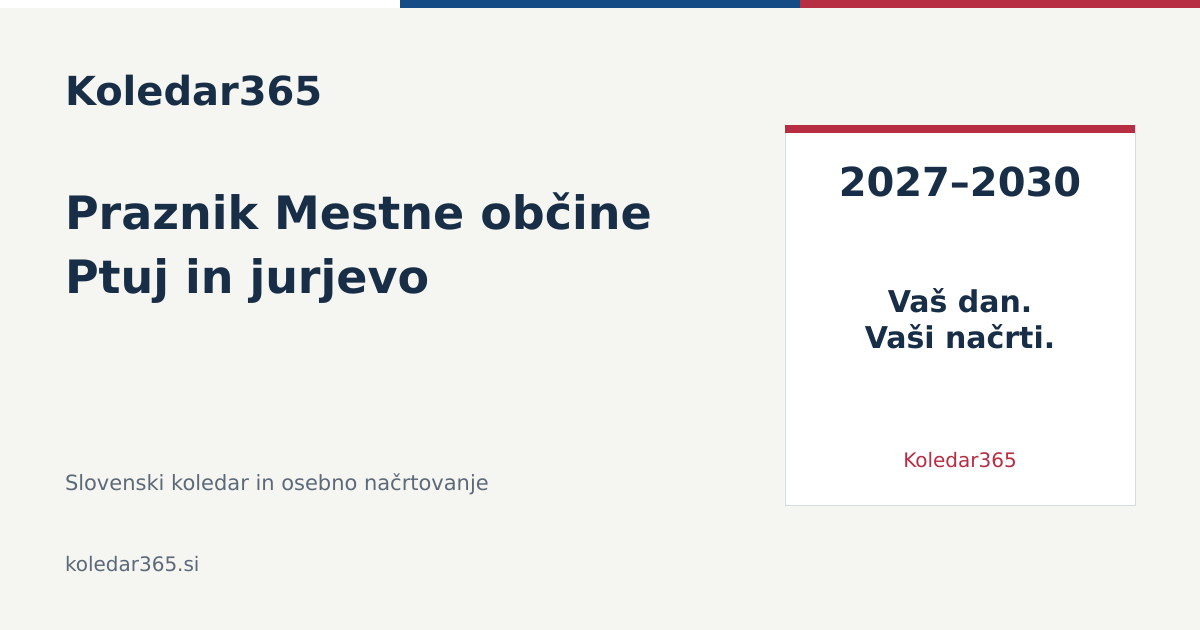 Koledar365
Praznik Mestne občine
Ptuj in jurjevo
Slovenski koledar in osebno načrtovanje
koledar365.si
2027–2030
Vaš dan.
Vaši načrti.
Koledar365